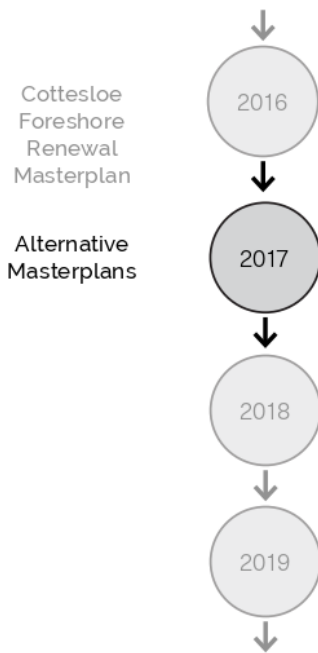 Cottesloe
Foreshore
Renewal
Masterplan
2016
Alternative
Masterplans
2017
2018
2019